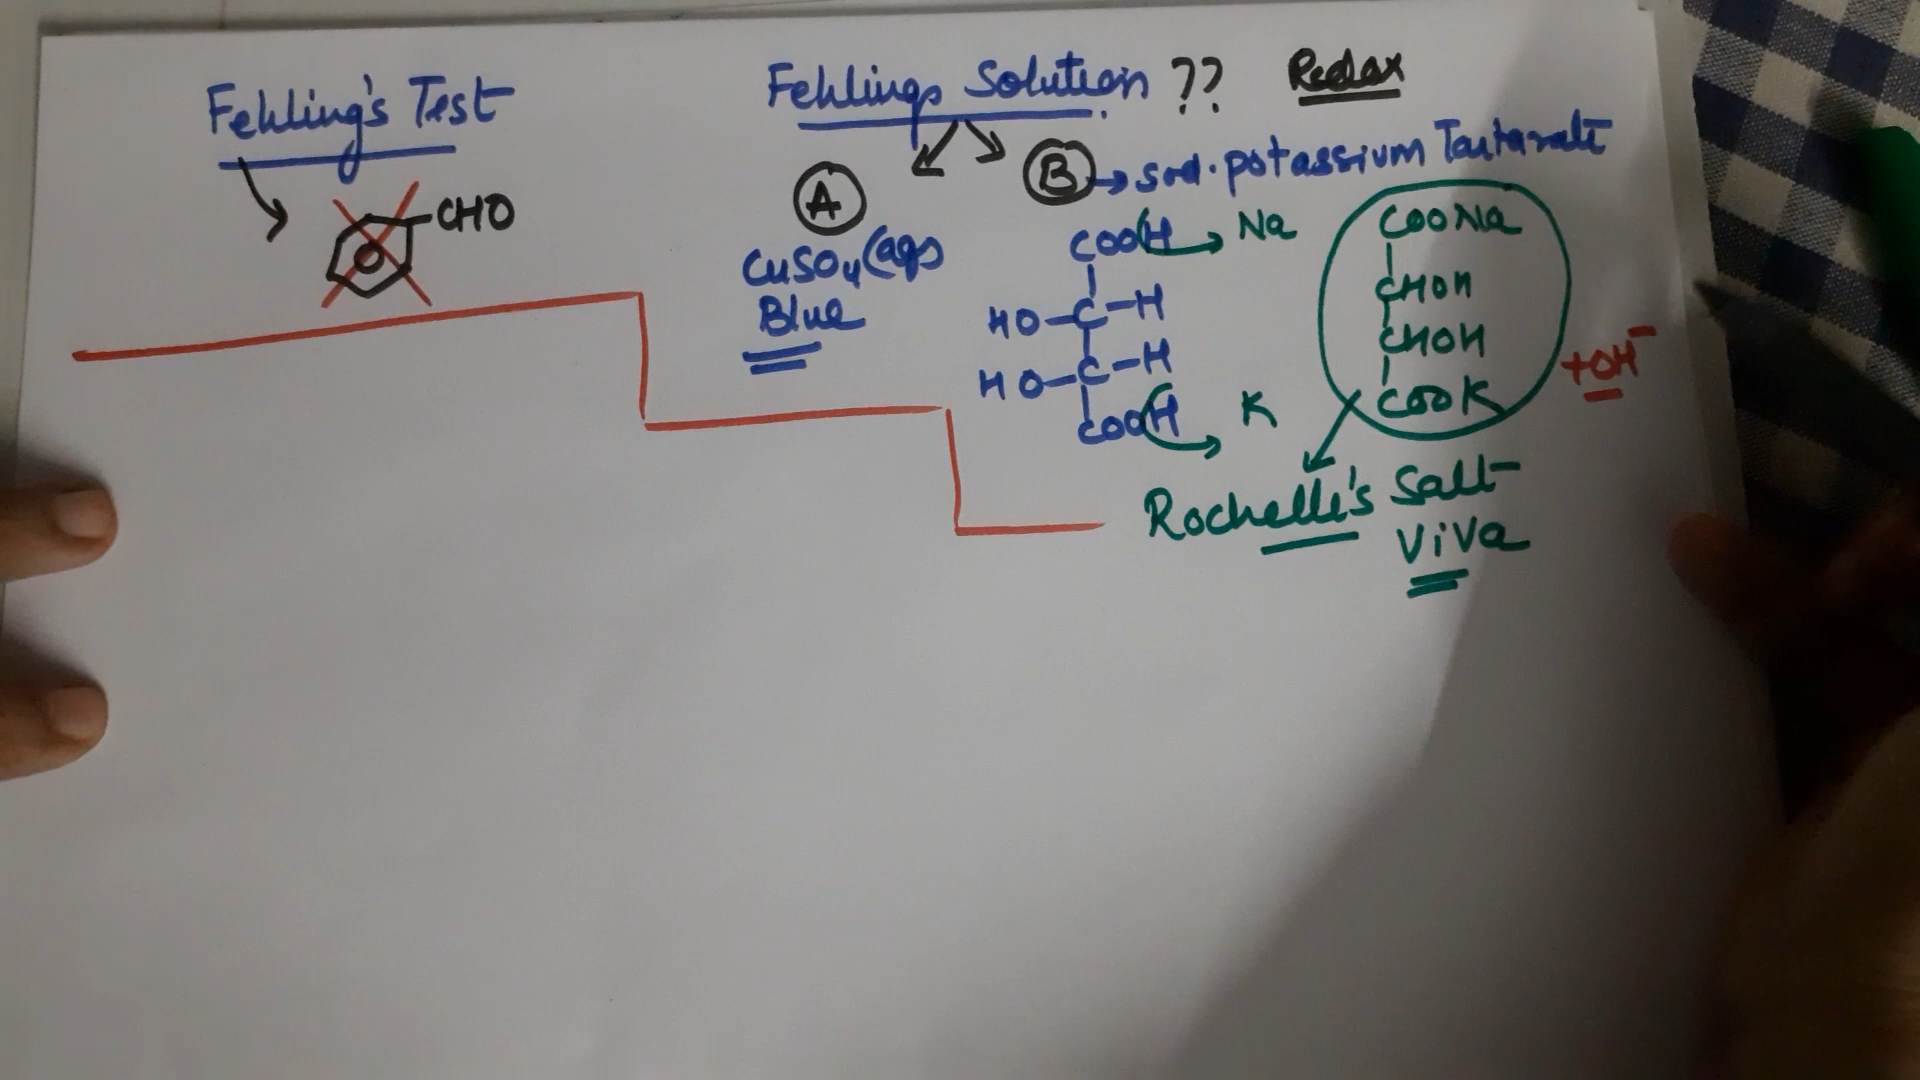 Fehling's Test
CHO
Fehlings Solution ??
Redox
A
CuSO4(aq)
Blue
B → sod. potassium Tartarate
COOH → Na
HO-C-H
HO-C-H
COOH → K
COONa
CHOH
CHOH
COOK
+OH-
Rochelle's Salt-
Viva